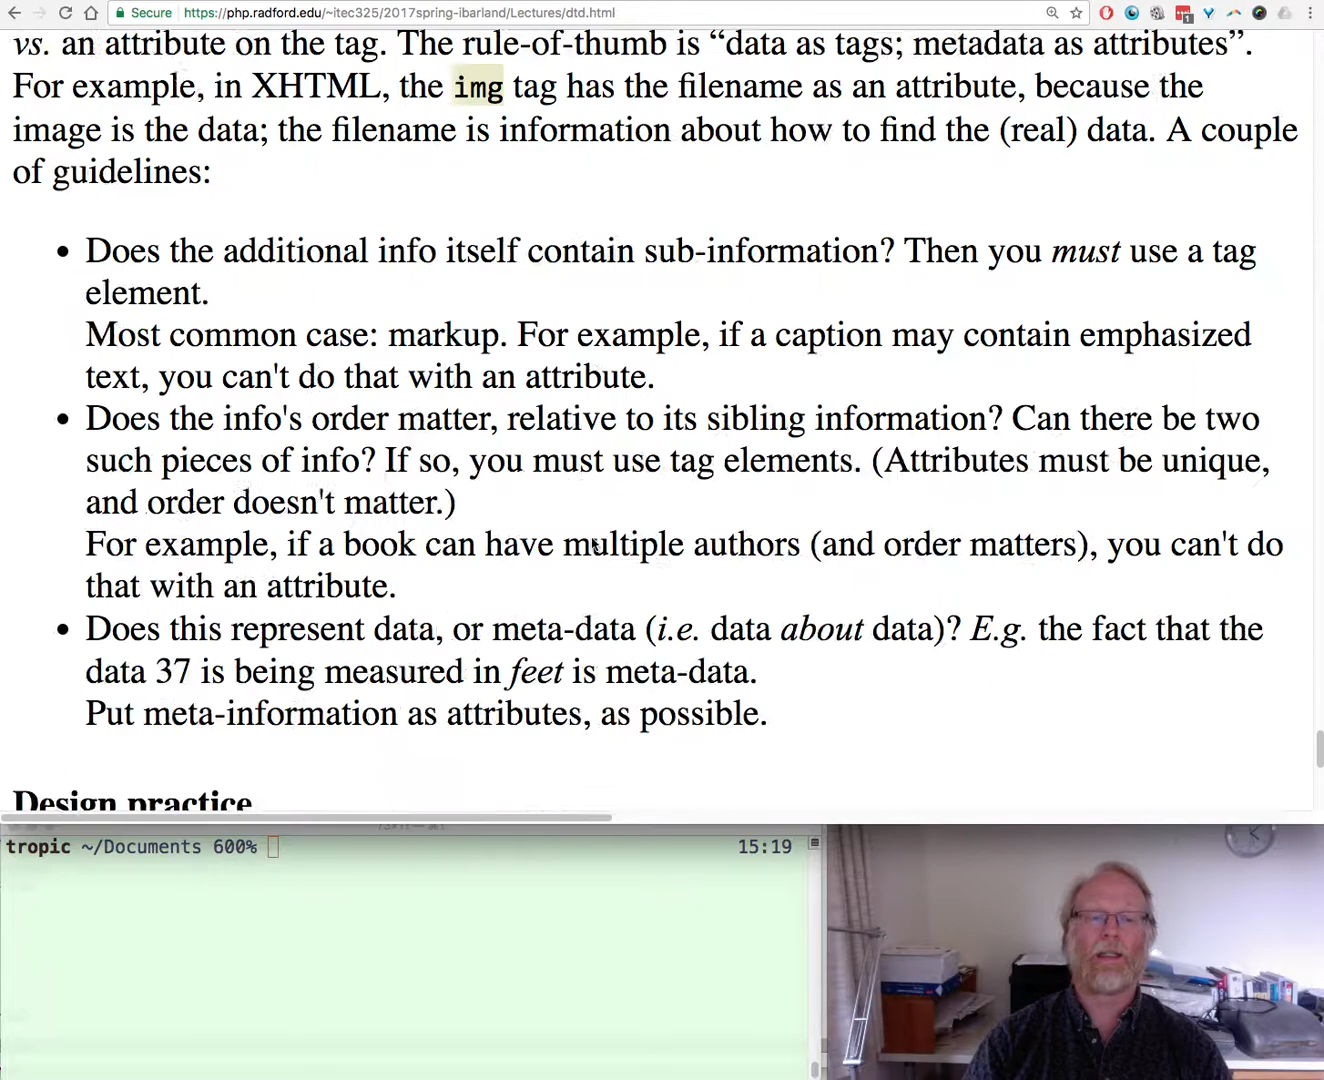 Secure https://php.radford.edu/~itec325/2017spring-ibarland/Lectures/dtd.html
vs. an attribute on the tag. The rule-of-thumb is “data as tags; metadata as attributes”.
For example, in XHTML, the img tag has the filename as an attribute, because the
image is the data; the filename is information about how to find the (real) data. A couple
of guidelines:
• Does the additional info itself contain sub-information? Then you must use a tag
element.
Most common case: markup. For example, if a caption may contain emphasized
text, you can't do that with an attribute.
• Does the info's order matter, relative to its sibling information? Can there be two
such pieces of info? If so, you must use tag elements. (Attributes must be unique,
and order doesn't matter.)
For example, if a book can have multiple authors (and order matters), you can't do
that with an attribute.
• Does this represent data, or meta-data (i.e. data about data)? E.g. the fact that the
data 37 is being measured in feet is meta-data.
Put meta-information as attributes, as possible.
Design practice
tropic ~/Documents 600% 15:19